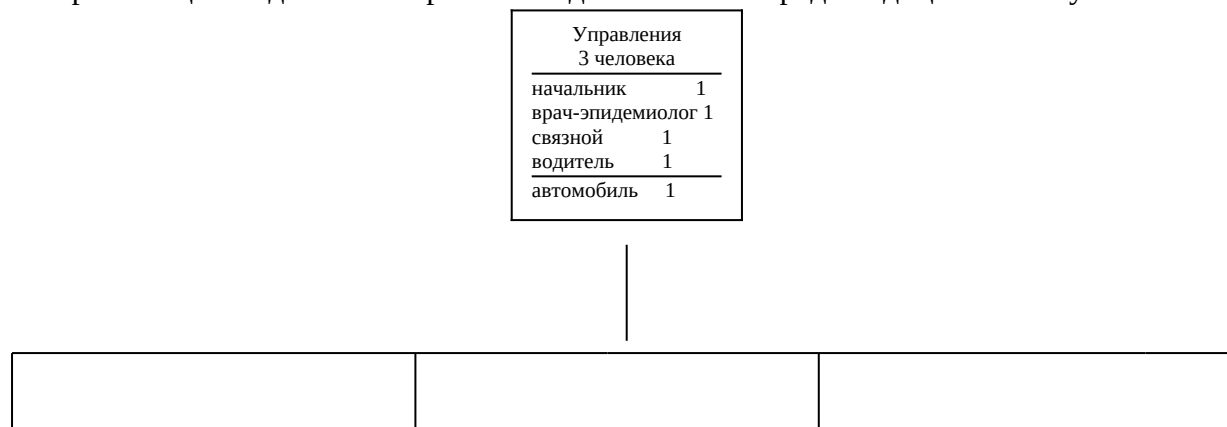 Управления
3 человека
начальник 1
врач-эпидемиолог 1
связной 1
водитель 1
автомобиль 1